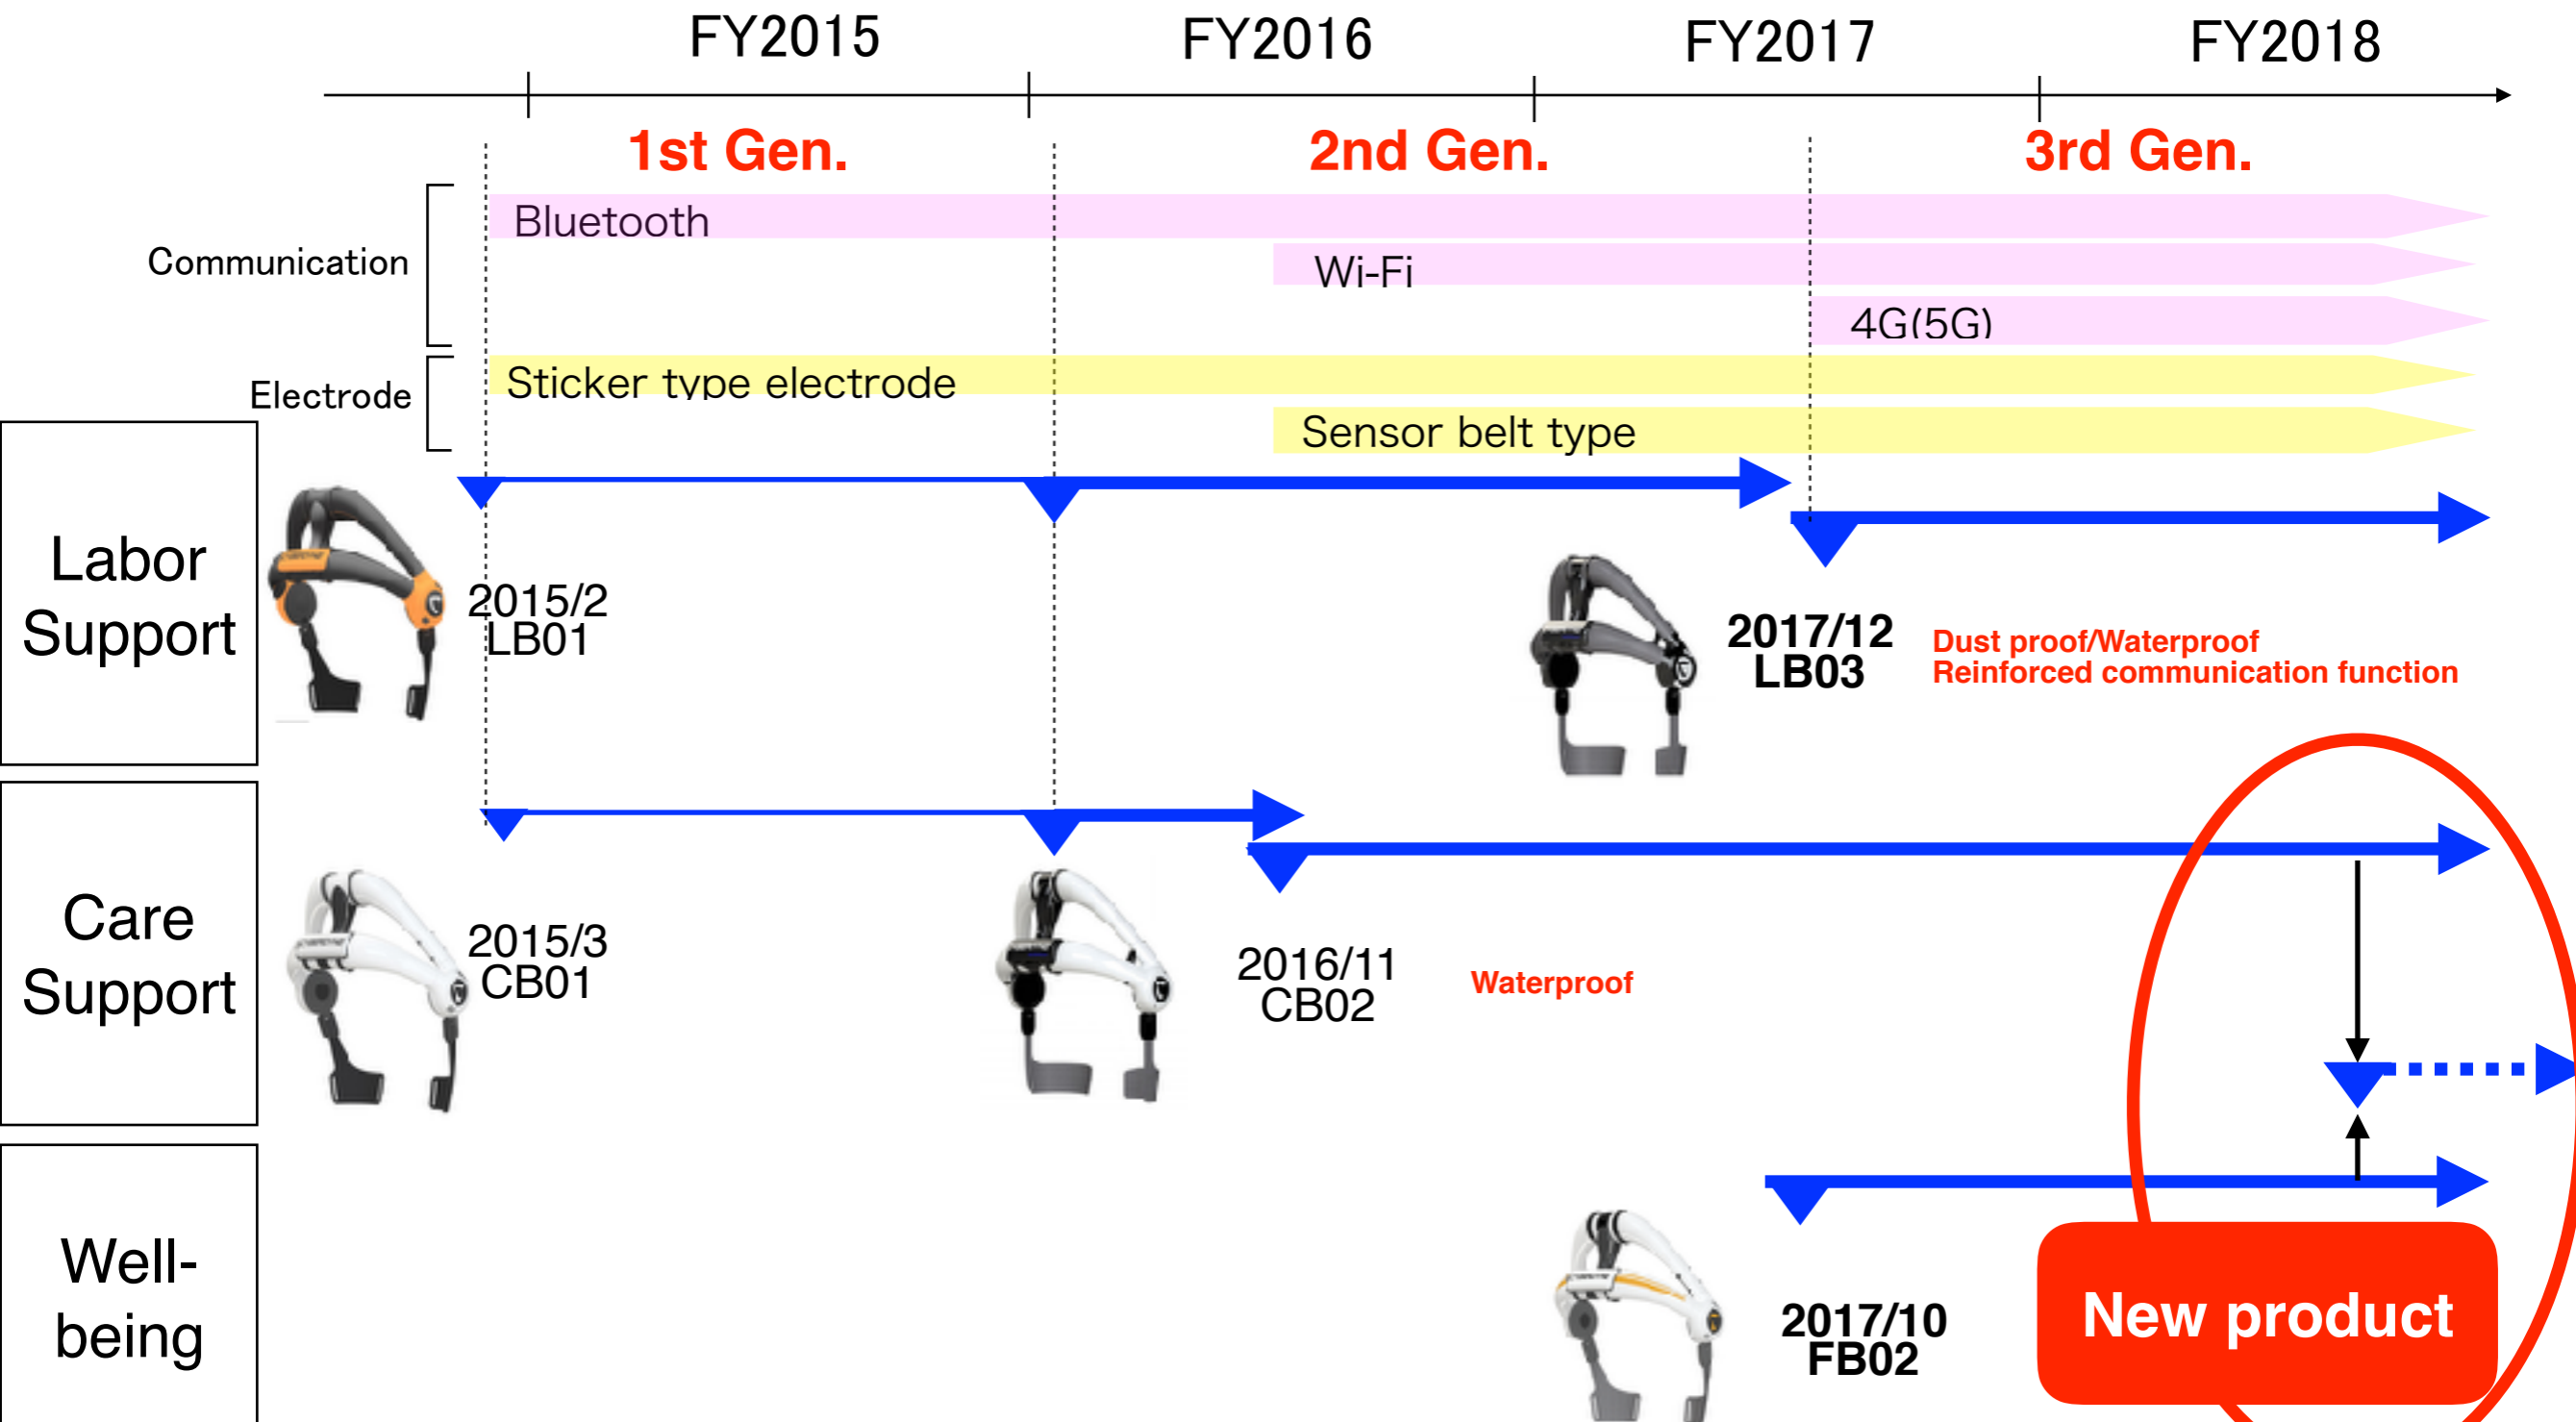 FY2015
FY2016
FY2017
FY2018
1st Gen.
2nd Gen.
3rd Gen.
Communication
Bluetooth
Wi-Fi
4G(5G)
Electrode
Sticker type electrode
Sensor belt type
Labor
Support
2015/2
LB01
2017/12
LB03
Dust proof/Waterproof
Reinforced communication function
Care
Support
2015/3
CB01
2016/11
CB02
Waterproof
Well-
being
2017/10
FB02
New product